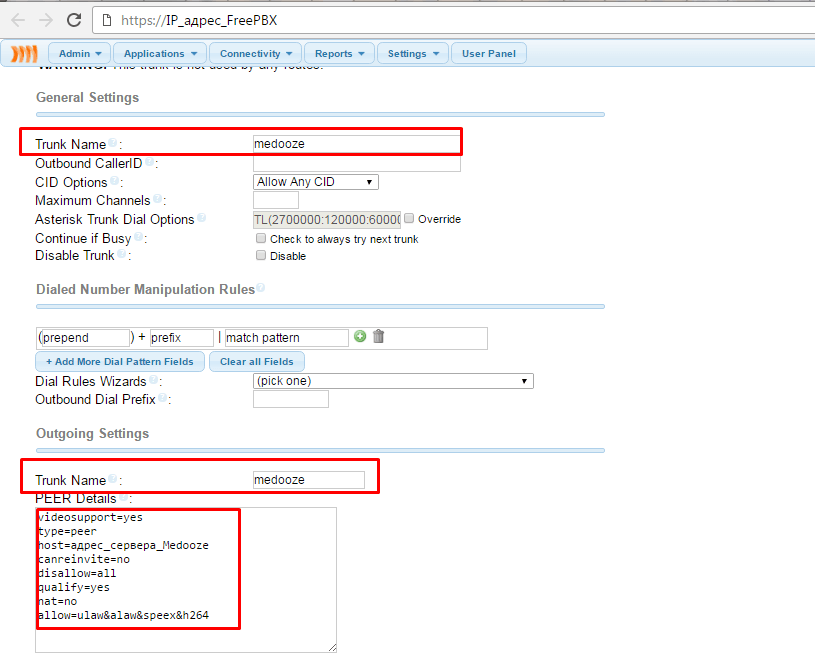 https://IP_адрес_FreePBX
Admin Applications Connectivity Reports Settings User Panel
WARNING: This trunk is not used by any routes!
General Settings
Trunk Name : medooze
Outbound CallerID :
CID Options : Allow Any CID
Maximum Channels :
Asterisk Trunk Dial Options TL(2700000:120000:60000 Override
Continue if Busy : Check to always try next trunk
Disable Trunk : Disable
Dialed Number Manipulation Rules
(prepend ) + prefix | match pattern
+ Add More Dial Pattern Fields Clear all Fields
Dial Rules Wizards : (pick one)
Outbound Dial Prefix :
Outgoing Settings
Trunk Name : medooze
PEER Details :
videosupport=yes
type=peer
host=адрес_сервера_Medooze
canreinvite=no
disallow=all
qualify=yes
nat=no
allow=ulaw&alaw&speex&h264